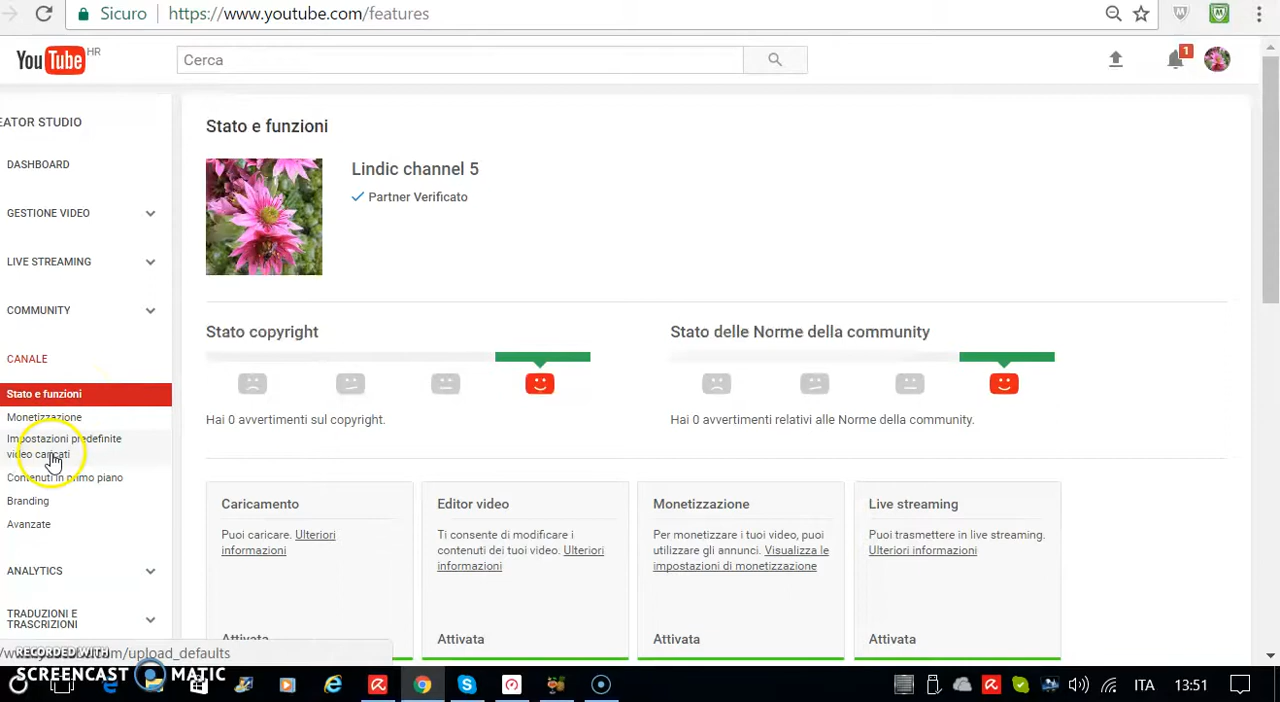 Sicuro
https://www.youtube.com/features
YouTube HR
Cerca
1
EATOR STUDIO
DASHBOARD
GESTIONE VIDEO
LIVE STREAMING
COMMUNITY
CANALE
Stato e funzioni
Monetizzazione
Impostazioni predefinite
video caricati
Contenuti in primo piano
Branding
Avanzate
ANALYTICS
TRADUZIONI E
TRASCRIZIONI
Stato e funzioni
Lindic channel 5
Partner Verificato
Stato copyright
Hai 0 avvertimenti sul copyright.
Stato delle Norme della community
Hai 0 avvertimenti relativi alle Norme della community.
Caricamento
Puoi caricare. Ulteriori
informazioni
Attivata
Editor video
Ti consente di modificare i
contenuti dei tuoi video. Ulteriori
informazioni
Attivata
Monetizzazione
Per monetizzare i tuoi video, puoi
utilizzare gli annunci. Visualizza le
impostazioni di monetizzazione
Attivata
Live streaming
Puoi trasmettere in live streaming.
Ulteriori informazioni
Attivata
.com/upload_defaults
RECORDED WITH
SCREENCAST MATIC
ITA
13:51